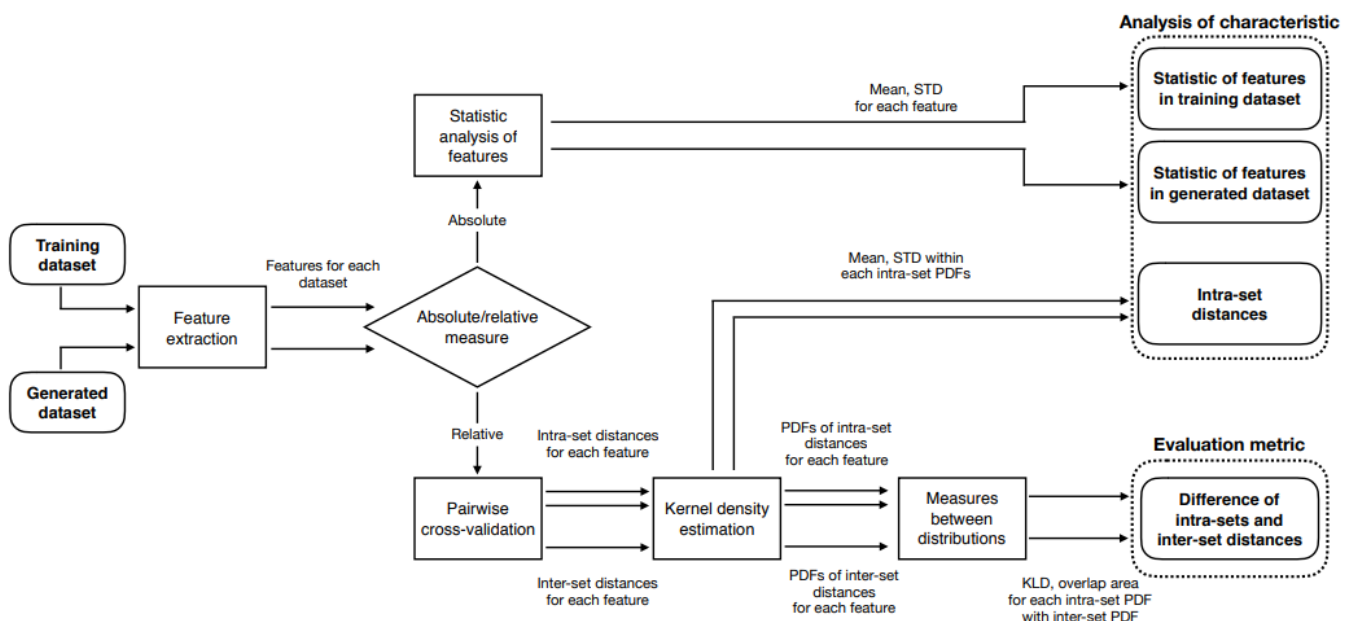 Analysis of characteristic
Statistic of features
in training dataset
Mean, STD
for each feature
Statistic
analysis of
features
Statistic of features
in generated dataset
Absolute
Training
dataset
Features for each
dataset
Mean, STD within
each intra-set PDFs
Feature
extraction
Absolute/relative
measure
Intra-set
distances
Generated
dataset
Relative
Intra-set distances
for each feature
PDFs of intra-set
distances
for each feature
Evaluation metric
Pairwise
cross-validation
Kernel density
estimation
Measures
between
distributions
Difference of
intra-sets and
inter-set distances
Inter-set distances
for each feature
PDFs of inter-set
distances
for each feature
KLD, overlap area
for each intra-set PDF
with inter-set PDF